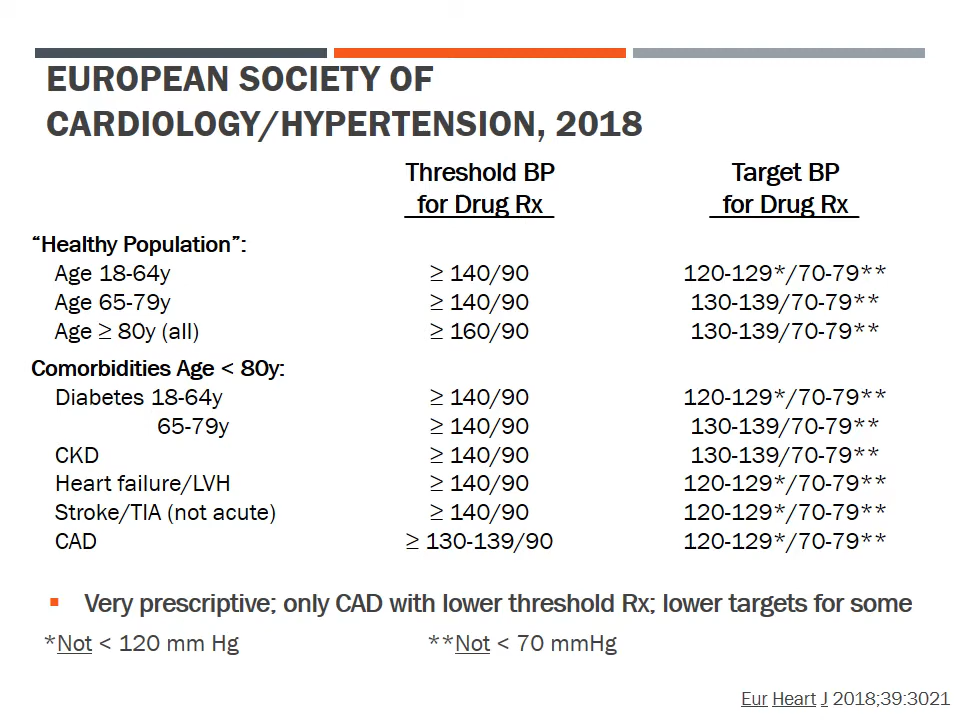 EUROPEAN SOCIETY OF
CARDIOLOGY/HYPERTENSION, 2018
Threshold BP Target BP
for Drug Rx for Drug Rx
“Healthy Population”:
Age 18-64y ≥ 140/90 120-129*/70-79**
Age 65-79y ≥ 140/90 130-139/70-79**
Age ≥ 80y (all) ≥ 160/90 130-139/70-79**
Comorbidities Age < 80y:
Diabetes 18-64y ≥ 140/90 120-129*/70-79**
65-79y ≥ 140/90 130-139/70-79**
CKD ≥ 140/90 130-139/70-79**
Heart failure/LVH ≥ 140/90 120-129*/70-79**
Stroke/TIA (not acute) ≥ 140/90 120-129*/70-79**
CAD ≥ 130-139/90 120-129*/70-79**
▪ Very prescriptive; only CAD with lower threshold Rx; lower targets for some
*Not < 120 mm Hg **Not < 70 mmHg
Eur Heart J 2018;39:3021